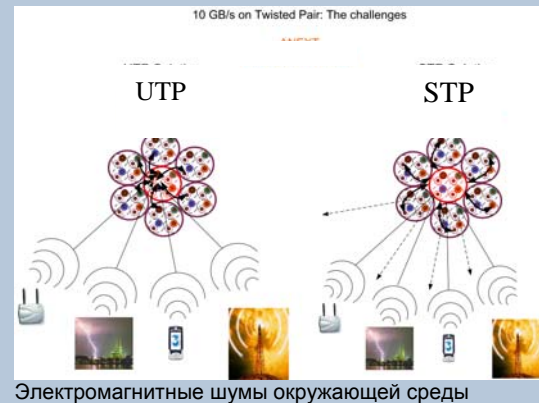 10 GB/s on Twisted Pair: The challenges
UTP
STP
Электромагнитные шумы окружающей среды